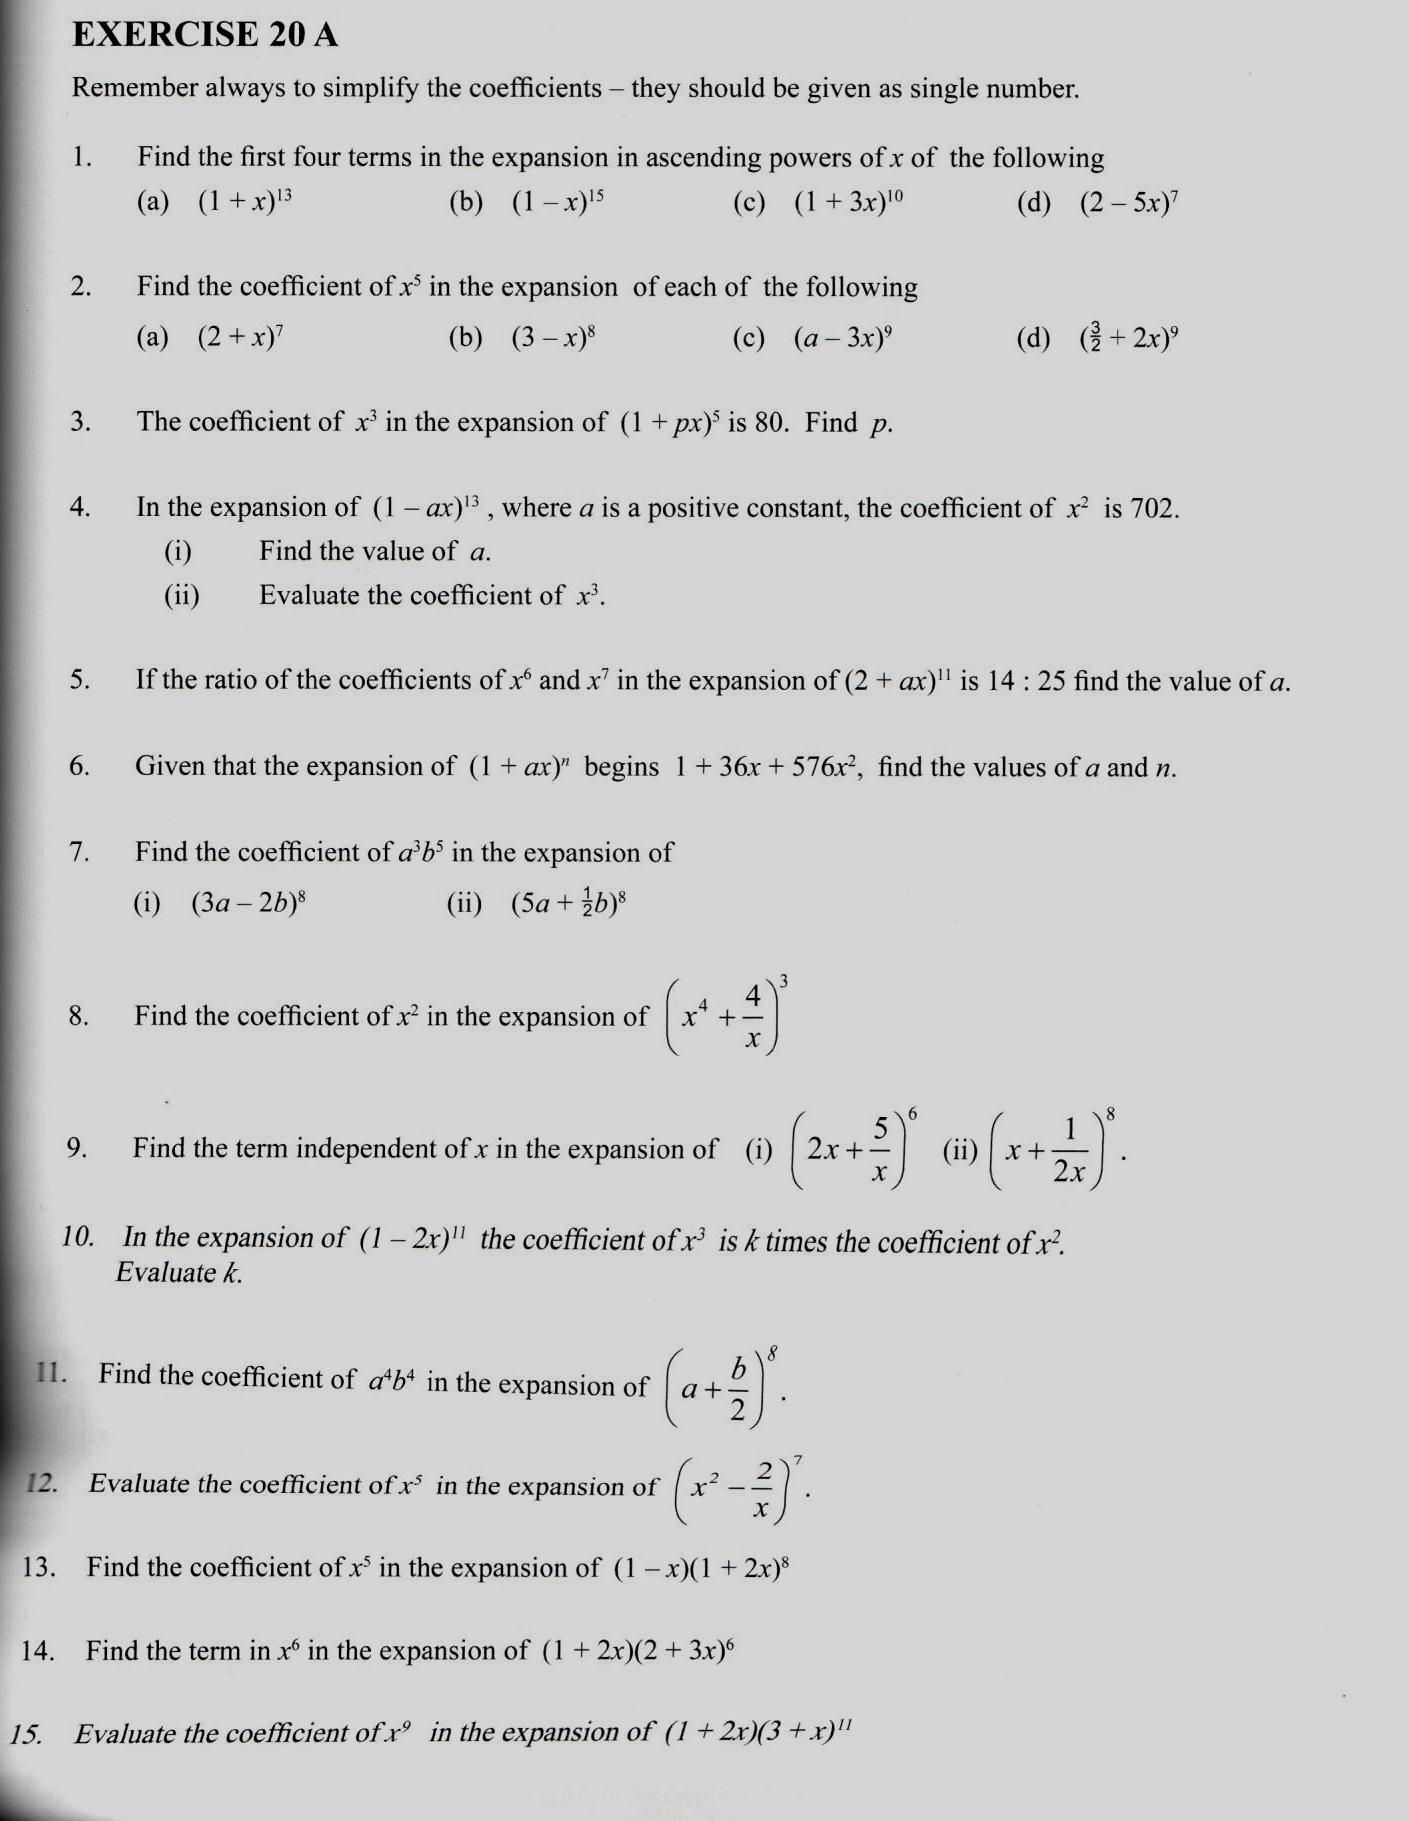 EXERCISE 20 A
Remember always to simplify the coefficients – they should be given as single number.
1. Find the first four terms in the expansion in ascending powers of x of the following
(a) (1 + x)¹³ (b) (1 – x)¹⁵ (c) (1 + 3x)¹⁰ (d) (2 – 5x)⁷
2. Find the coefficient of x⁵ in the expansion of each of the following
(a) (2 + x)⁷ (b) (3 – x)⁸ (c) (a – 3x)⁹ (d) (3/2 + 2x)⁹
3. The coefficient of x³ in the expansion of (1 + px)⁵ is 80. Find p.
4. In the expansion of (1 – ax)¹³ , where a is a positive constant, the coefficient of x² is 702.
(i) Find the value of a.
(ii) Evaluate the coefficient of x³.
5. If the ratio of the coefficients of x⁶ and x⁷ in the expansion of (2 + ax)¹¹ is 14 : 25 find the value of a.
6. Given that the expansion of (1 + ax)ⁿ begins 1 + 36x + 576x², find the values of a and n.
7. Find the coefficient of a³b⁵ in the expansion of
(i) (3a – 2b)⁸ (ii) (5a + ½b)⁸
8. Find the coefficient of x² in the expansion of (x⁴ + 4/x)³
9. Find the term independent of x in the expansion of (i) (2x + 5/x)⁶ (ii) (x + 1/2x)⁸ .
10. In the expansion of (1 – 2x)¹¹ the coefficient of x³ is k times the coefficient of x².
Evaluate k.
11. Find the coefficient of a⁴b⁴ in the expansion of (a + b/2)⁸ .
12. Evaluate the coefficient of x⁵ in the expansion of (x² – 2/x)⁷ .
13. Find the coefficient of x⁵ in the expansion of (1 – x)(1 + 2x)⁸
14. Find the term in x⁶ in the expansion of (1 + 2x)(2 + 3x)⁶
15. Evaluate the coefficient of x⁹ in the expansion of (1 + 2x)(3 + x)¹¹